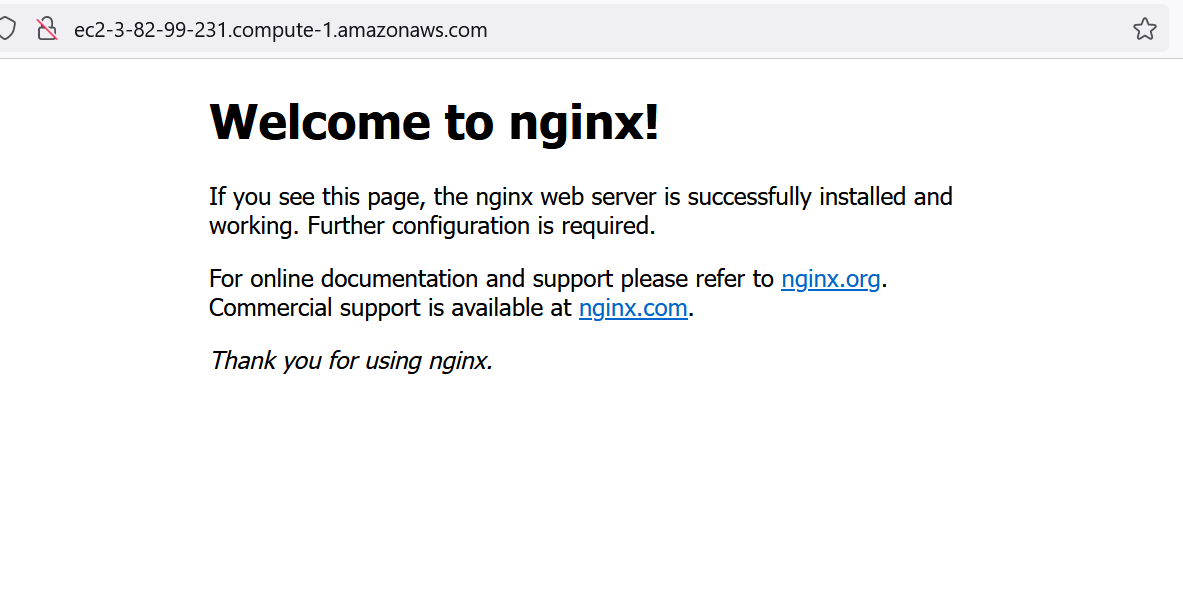 ec2-3-82-99-231.compute-1.amazonaws.com
Welcome to nginx!
If you see this page, the nginx web server is successfully installed and
working. Further configuration is required.
For online documentation and support please refer to nginx.org.
Commercial support is available at nginx.com.
Thank you for using nginx.